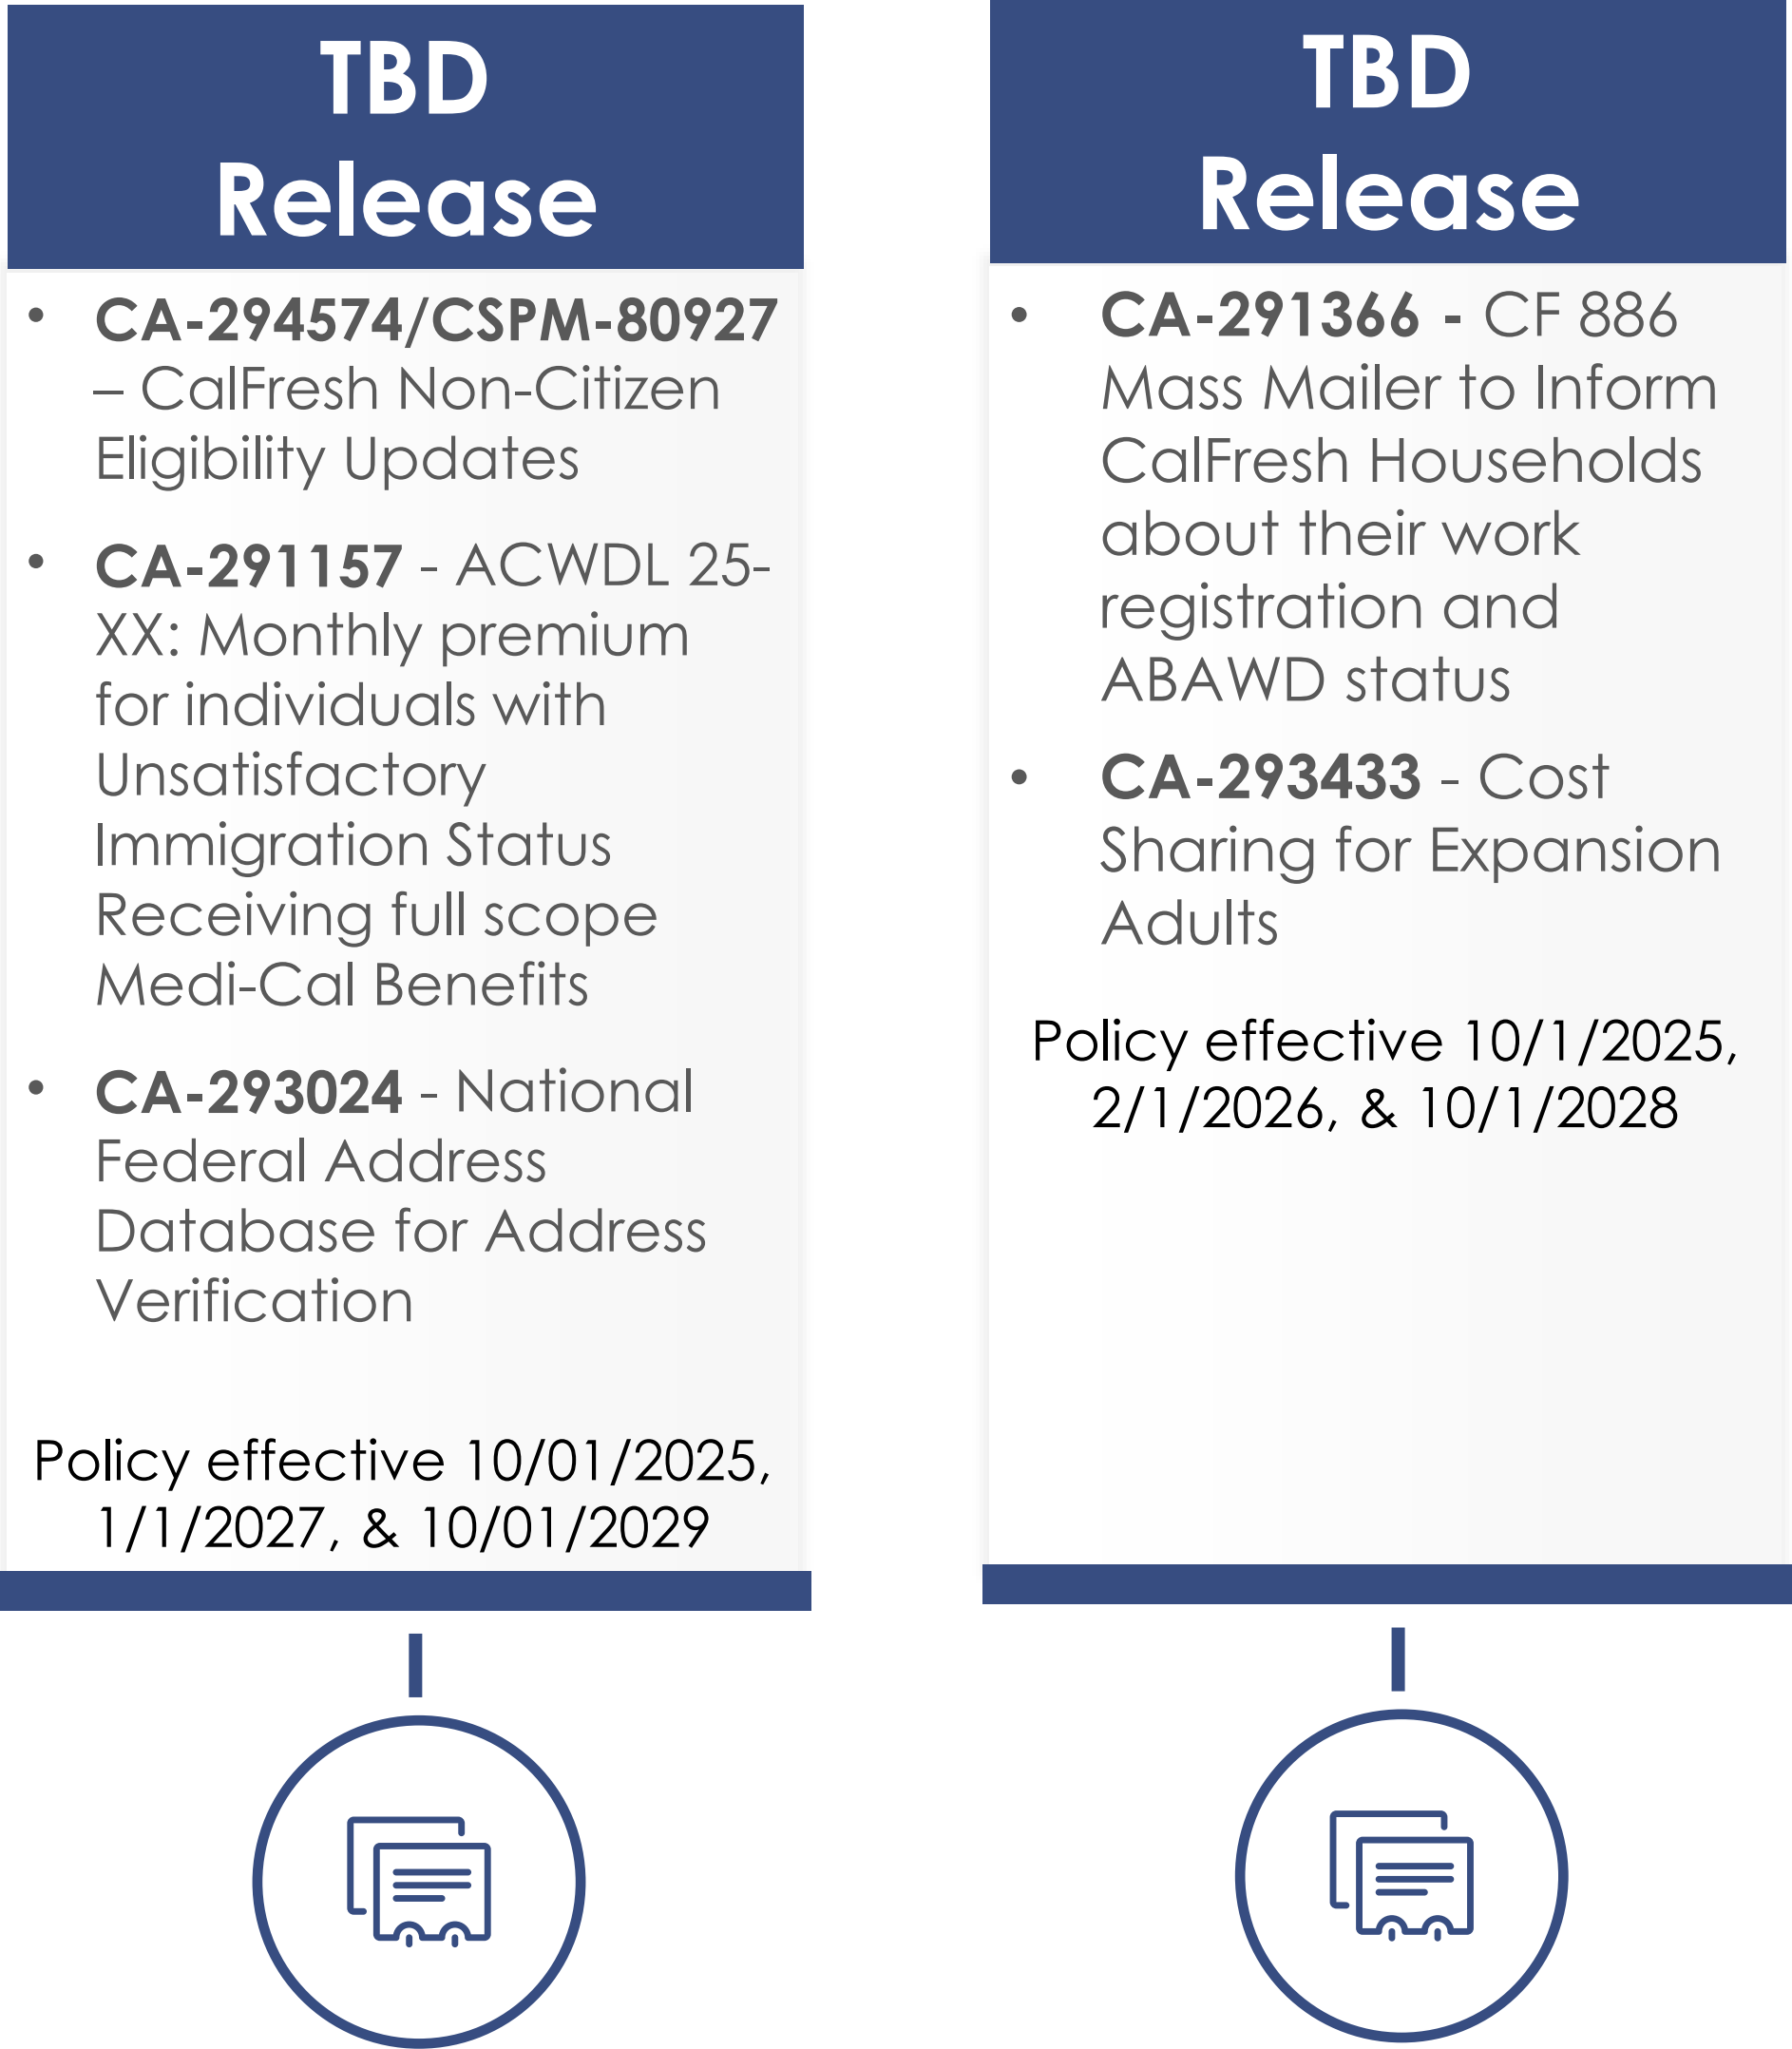 TBD
Release
• CA-294574/CSPM-80927
– CalFresh Non-Citizen
Eligibility Updates
• CA-291157 - ACWDL 25-
XX: Monthly premium
for individuals with
Unsatisfactory
Immigration Status
Receiving full scope
Medi-Cal Benefits
• CA-293024 - National
Federal Address
Database for Address
Verification
Policy effective 10/01/2025,
1/1/2027, & 10/01/2029
TBD
Release
• CA-291366 - CF 886
Mass Mailer to Inform
CalFresh Households
about their work
registration and
ABAWD status
• CA-293433 - Cost
Sharing for Expansion
Adults
Policy effective 10/1/2025,
2/1/2026, & 10/1/2028